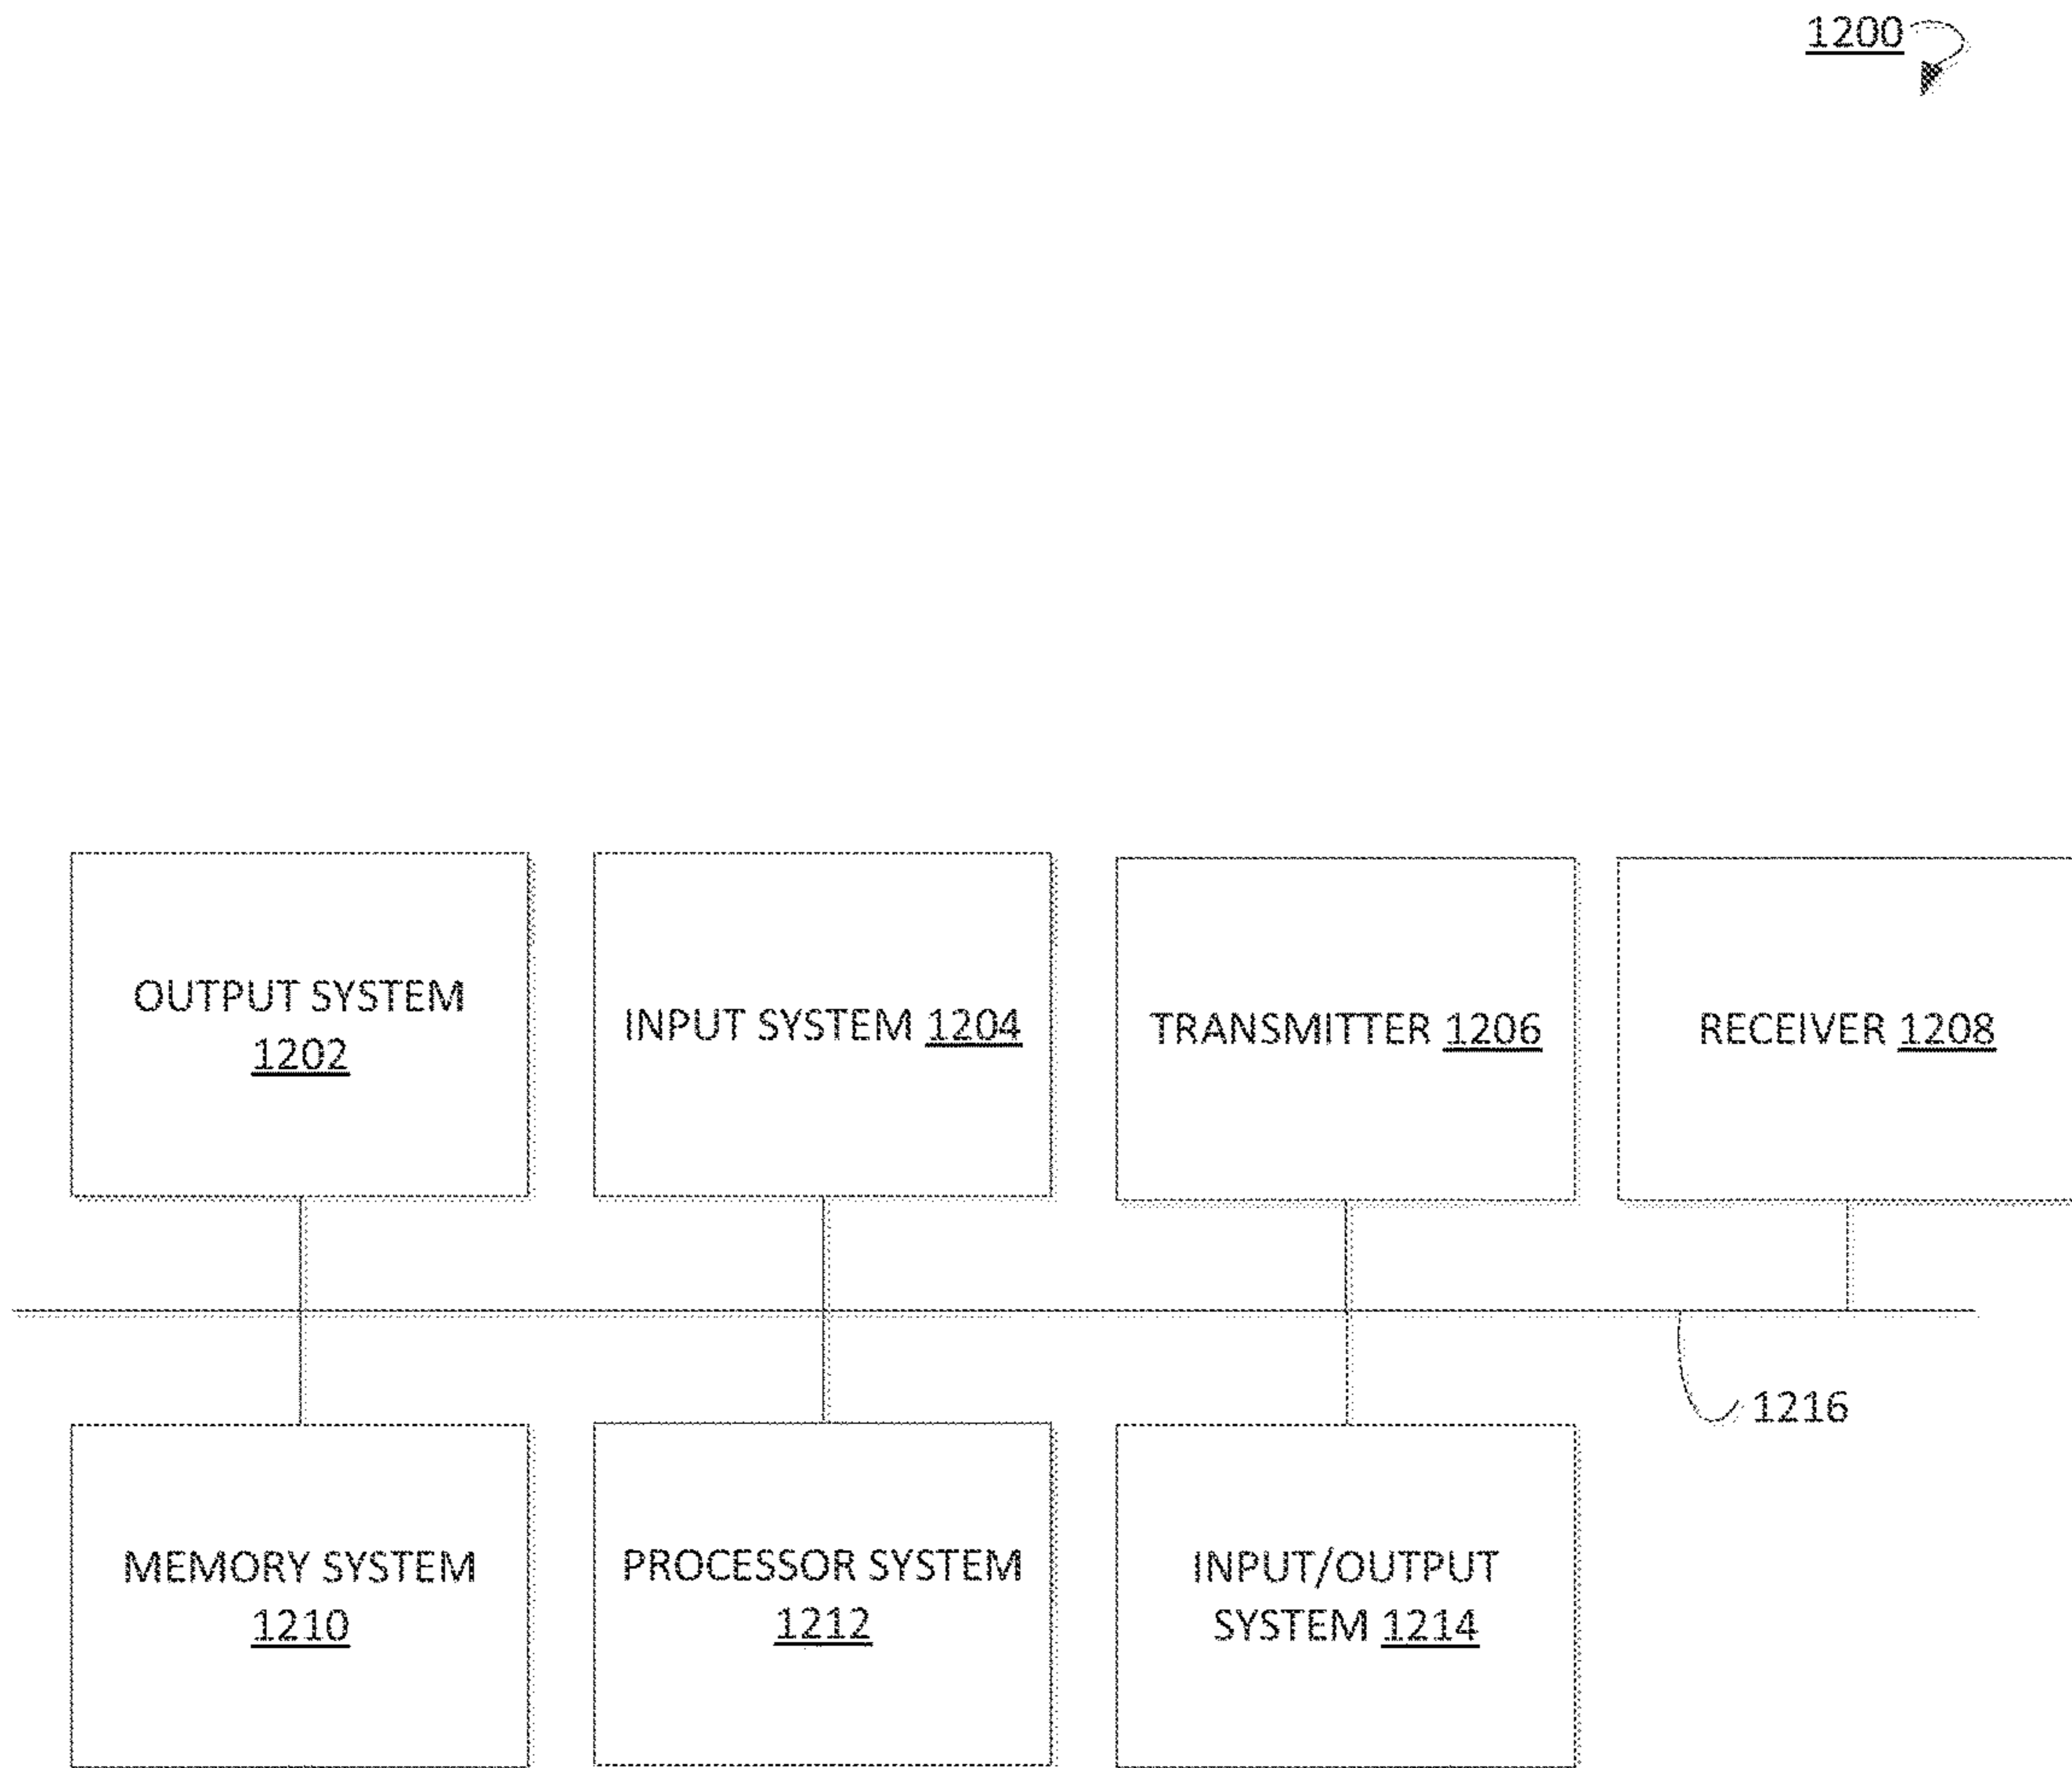 1200
OUTPUT SYSTEM
1202
INPUT SYSTEM 1204
TRANSMITTER 1206
RECEIVER 1208
1216
MEMORY SYSTEM
1210
PROCESSOR SYSTEM
1212
INPUT/OUTPUT
SYSTEM 1214